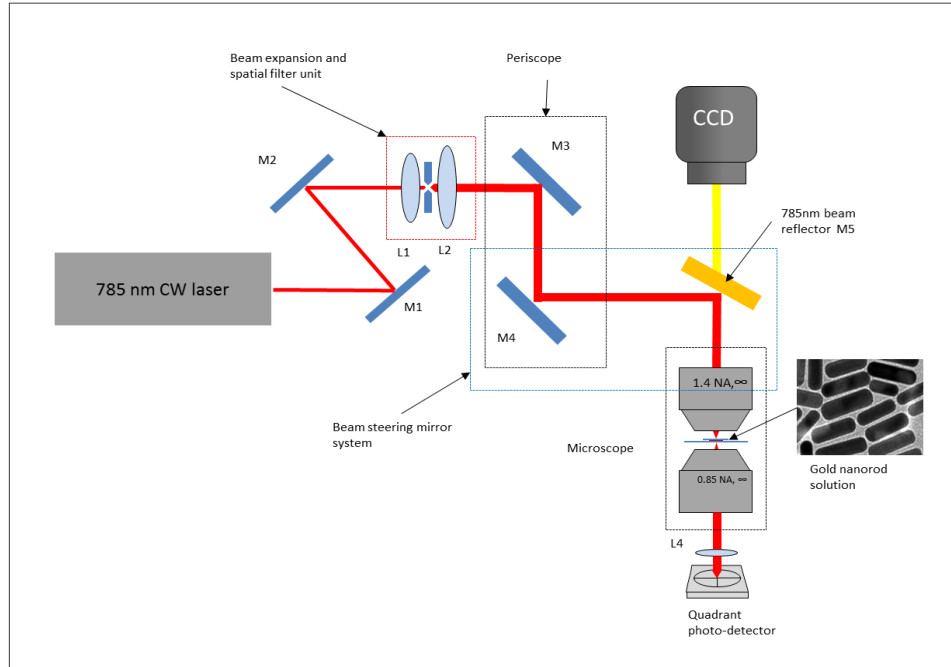 Beam expansion and
spatial filter unit
Periscope
CCD
M2
M3
785nm beam
reflector M5
L1
L2
785 nm CW laser
M1
M4
1.4 NA,∞
Beam steering mirror
system
Microscope
0.85 NA, ∞
Gold nanorod
solution
L4
Quadrant
photo-detector